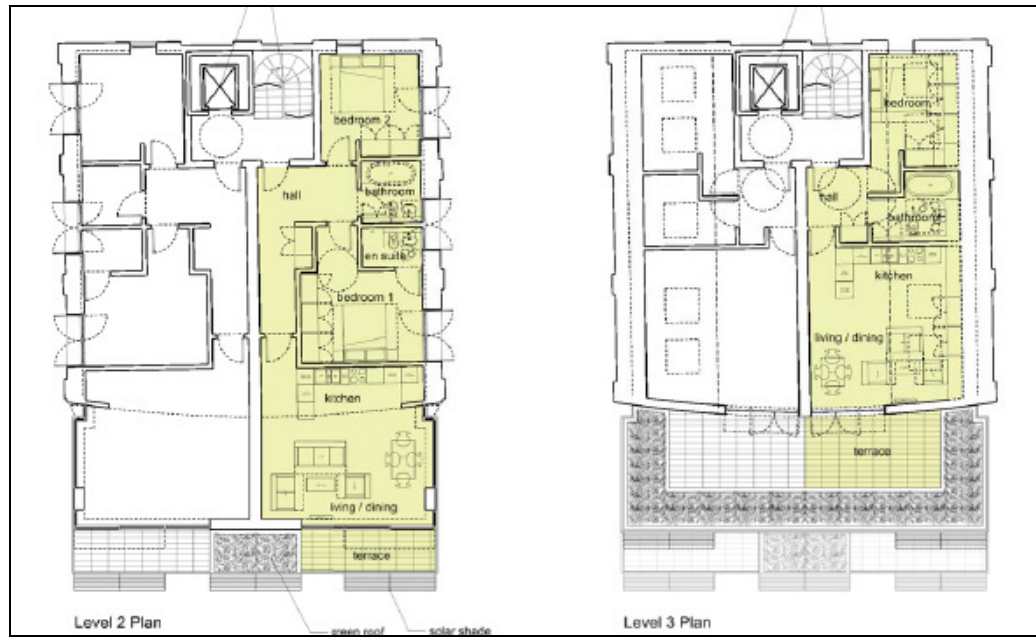 bedroom 2
hall
bathroom
en suite
bedroom 1
kitchen
living / dining
terrace
Level 2 Plan
green roof
solar shade
bedroom 1
hall
bathroom
kitchen
living / dining
terrace
Level 3 Plan